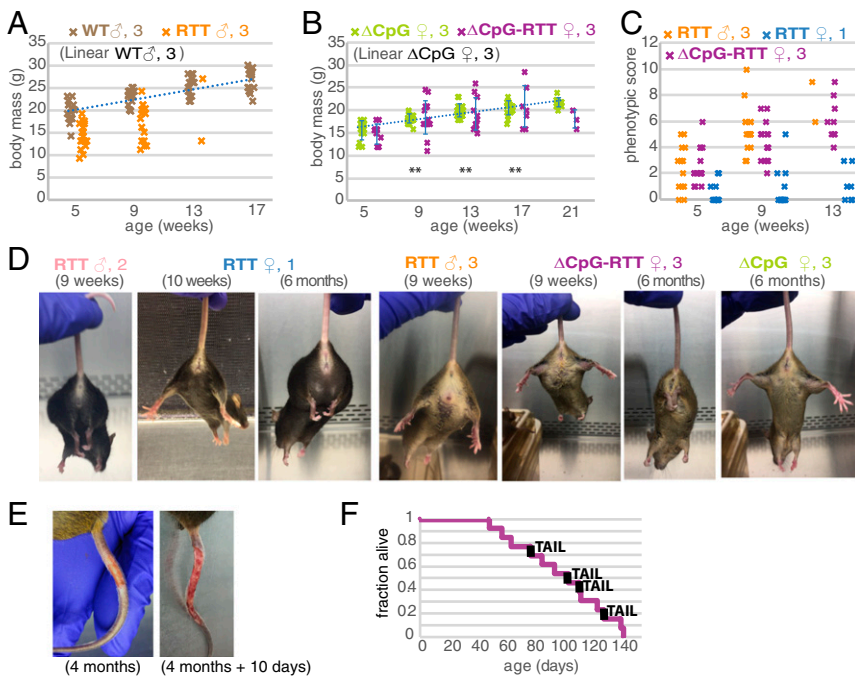 A
WT♂, 3 RTT ♂, 3
(Linear WT♂, 3)
body mass (g)
35
30
25
20
15
10
5
0
5 9 13 17
age (weeks)
B
ΔCpG ♀, 3 ΔCpG-RTT ♀, 3
(Linear ΔCpG ♀, 3)
body mass (g)
35
30
25
20
15
10
5
0
** ** **
5 9 13 17 21
age (weeks)
C
RTT ♂, 3 RTT ♀, 1
ΔCpG-RTT ♀, 3
phenotypic score
12
10
8
6
4
2
0
5 9 13
age (weeks)
D
RTT ♂, 2 RTT ♀, 1 RTT ♂, 3 ΔCpG-RTT ♀, 3 ΔCpG ♀, 3
(9 weeks) (10 weeks) (6 months) (9 weeks) (9 weeks) (6 months) (6 months)
E
(4 months) (4 months + 10 days)
F
fraction alive
1
0.8
0.6
0.4
02
0
TAIL
TAIL
TAIL
TAIL
0 20 40 60 80 100 120 140
age (days)